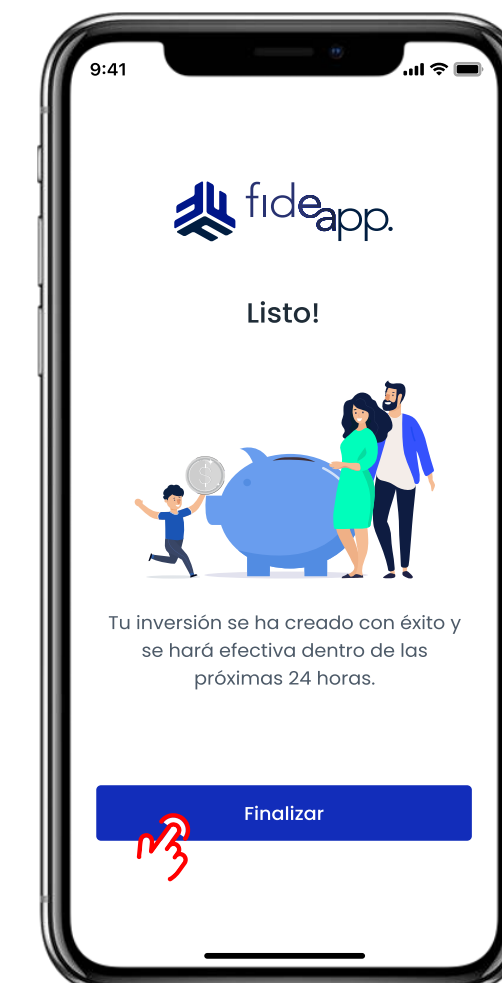 9:41
fideapp.
Listo!
$
Tu inversión se ha creado con éxito y
se hará efectiva dentro de las
próximas 24 horas.
Finalizar